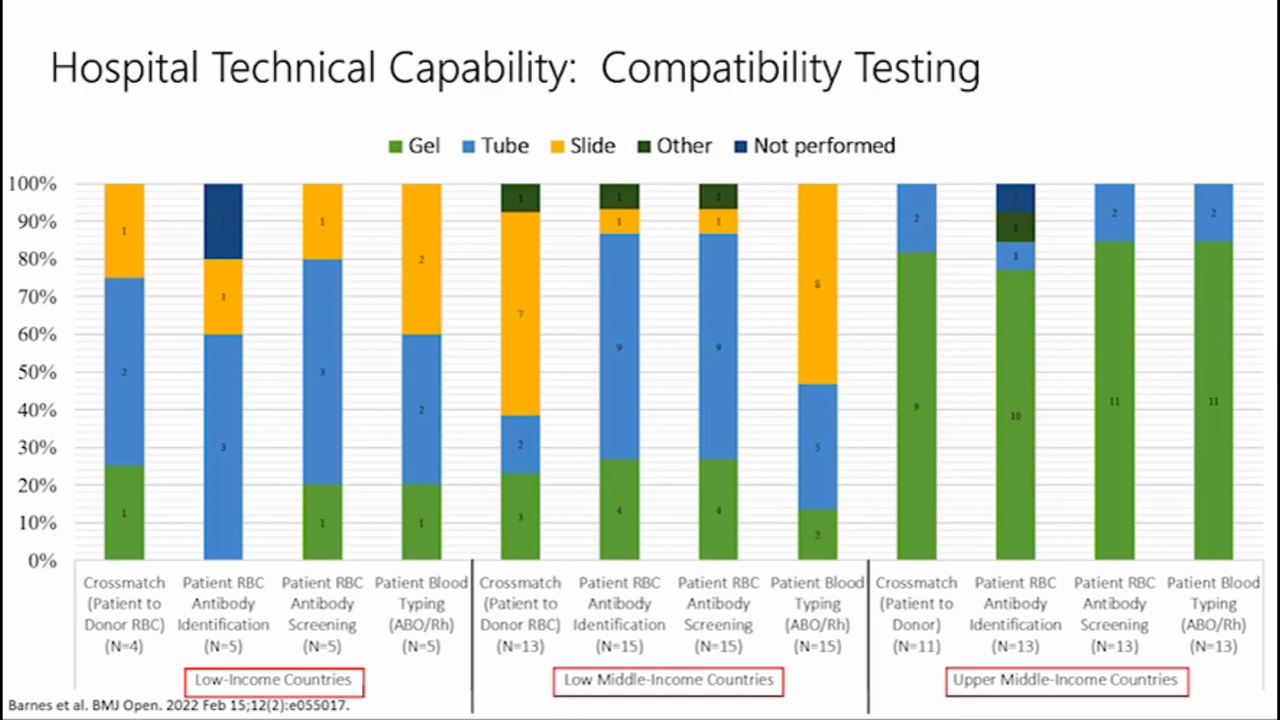 Hospital Technical Capability: Compatibility Testing
Gel Tube Slide Other Not performed
100%
90%
80%
70%
60%
50%
40%
30%
20%
10%
0%
1 2 1
1 3
1 3 1
2 2 1
1 7 2 3
1 1 9 4
1 1 9 4
8 5 2
2 9
1 1 10
2 11
2 11
Crossmatch (Patient to Donor RBC) (N=4)
Patient RBC Antibody Identification (N=5)
Patient RBC Antibody Screening (N=5)
Patient Blood Typing (ABO/Rh) (N=5)
Crossmatch (Patient to Donor RBC) (N=13)
Patient RBC Antibody Identification (N=15)
Patient RBC Antibody Screening (N=15)
Patient Blood Typing (ABO/Rh) (N=15)
Crossmatch (Patient to Donor) (N=11)
Patient RBC Antibody Identification (N=13)
Patient RBC Antibody Screening (N=13)
Patient Blood Typing (ABO/Rh) (N=13)
Low-Income Countries
Low Middle-Income Countries
Upper Middle-Income Countries
Barnes et al. BMJ Open. 2022 Feb 15;12(2):e055017.